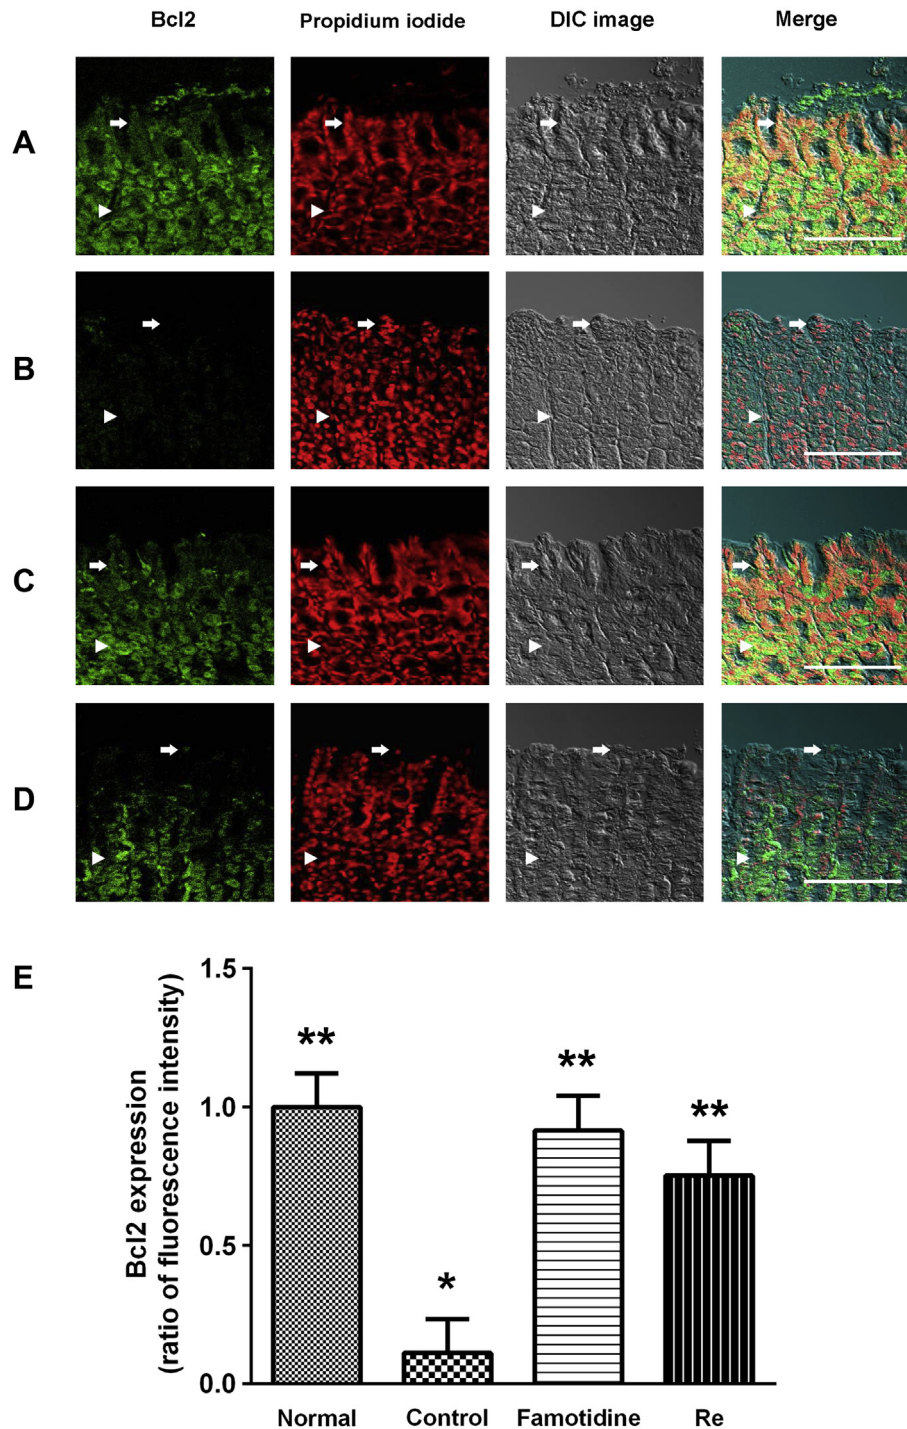 Bcl2 Propidium iodide DIC image Merge
A
B
C
D
E
Bcl2 expression
(ratio of fluorescence intensity)
1.5
1.0
0.5
0.0
**
*
**
**
Normal Control Famotidine Re